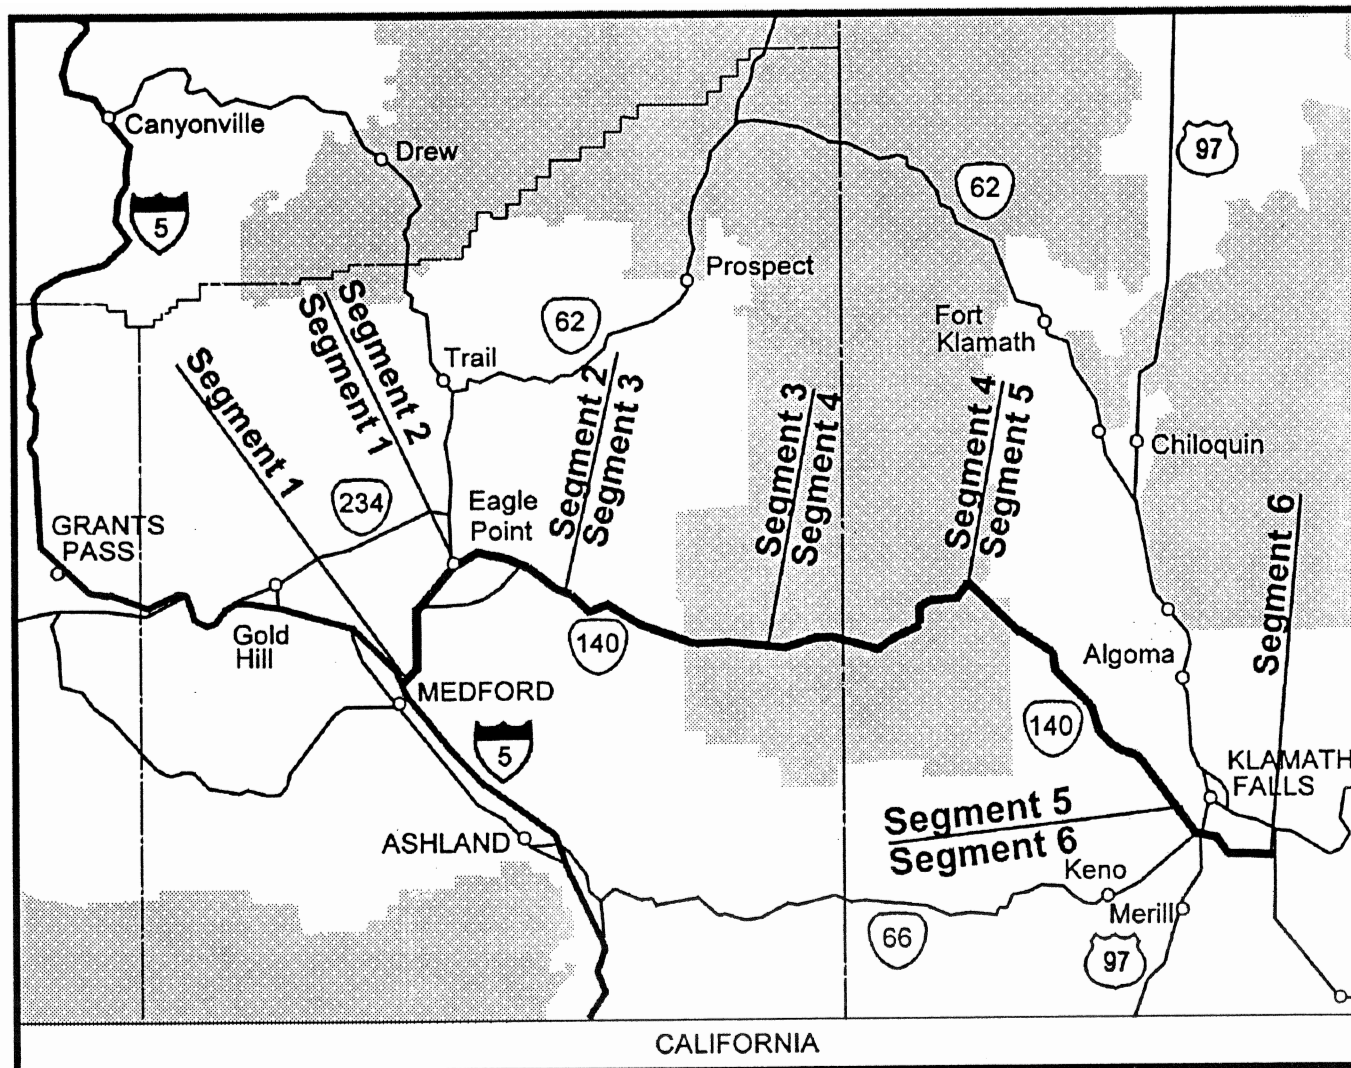 Canyonville
Drew
97
5
62
Prospect
Segment 2
Segment 1
62
Fort
Klamath
Trail
Segment 1
Segment 2
Segment 3
Segment 3
Segment 4
Segment 4
Segment 5
Chiloquin
234
Eagle
Point
GRANTS
PASS
Segment 6
Gold
Hill
140
Algoma
MEDFORD
140
5
KLAMATH
FALLS
Segment 5
Segment 6
ASHLAND
Keno
Merill
66
97
CALIFORNIA